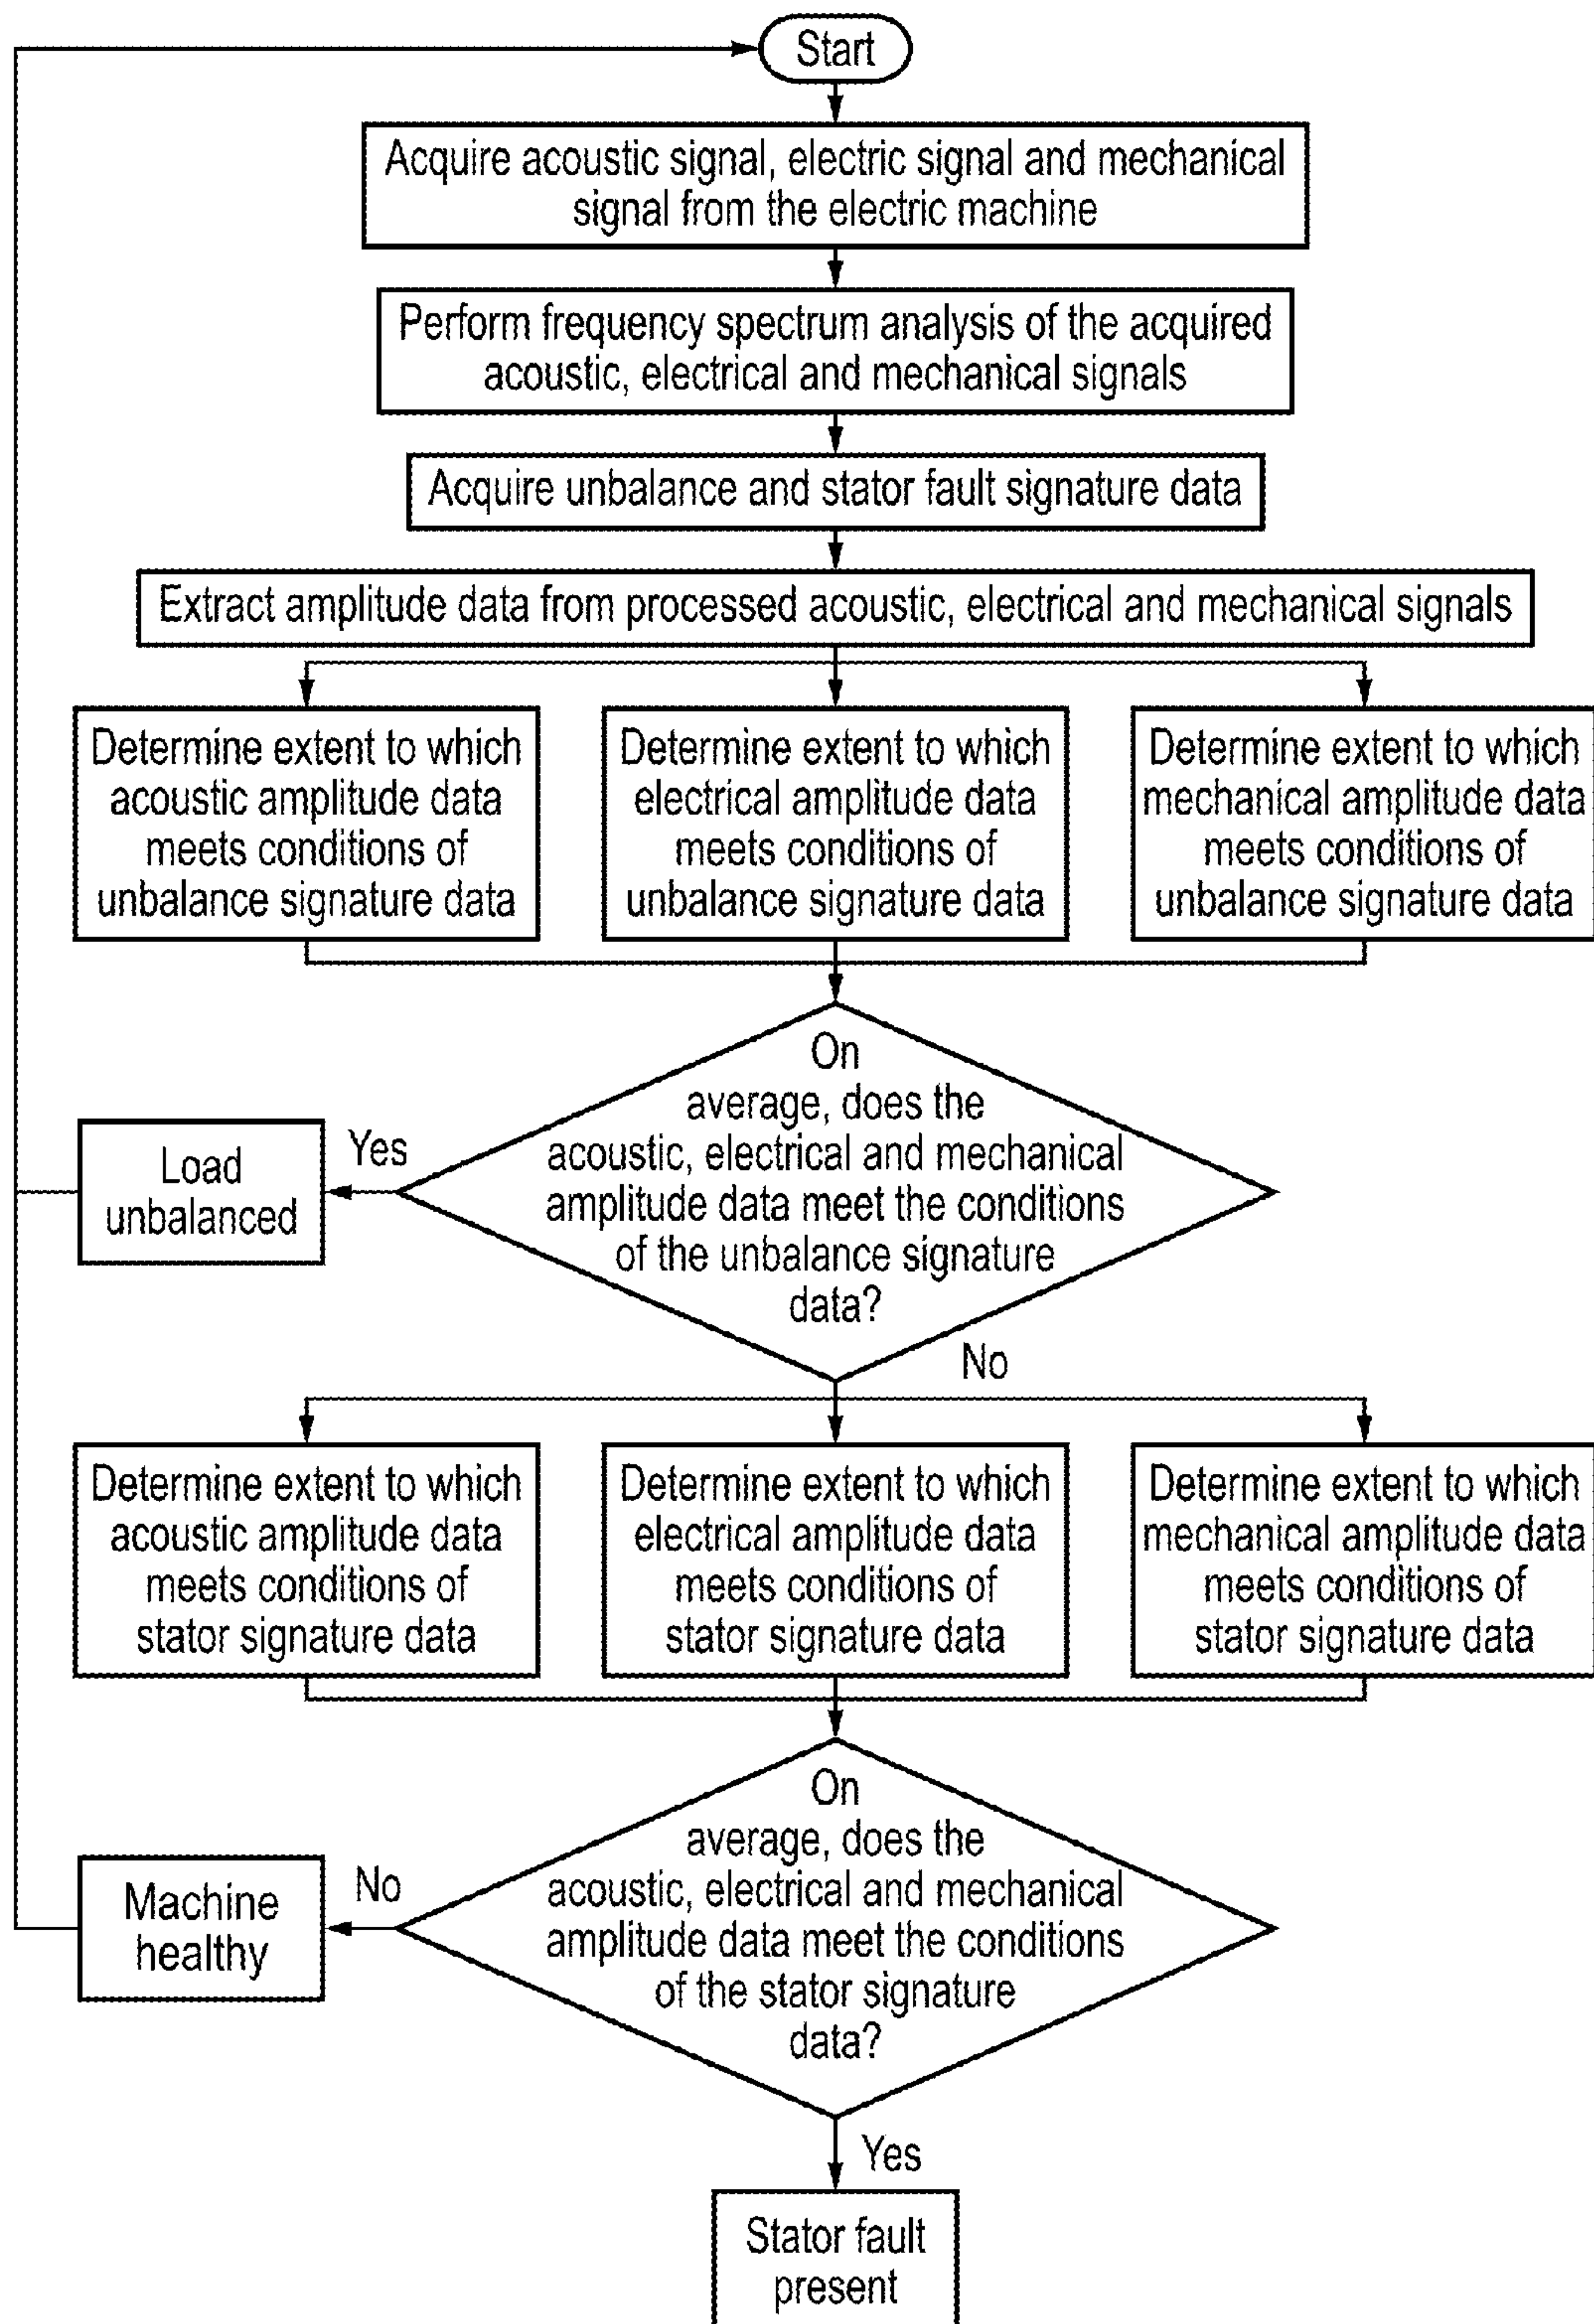 Start
Acquire acoustic signal, electric signal and mechanical
signal from the electric machine
Perform frequency spectrum analysis of the acquired
acoustic, electrical and mechanical signals
Acquire unbalance and stator fault signature data
Extract amplitude data from processed acoustic, electrical and mechanical signals
Determine extent to which
acoustic amplitude data
meets conditions of
unbalance signature data
Determine extent to which
electrical amplitude data
meets conditions of
unbalance signature data
Determine extent to which
mechanical amplitude data
meets conditions of
unbalance signature data
On
average, does the
acoustic, electrical and mechanical
amplitude data meet the conditions
of the unbalance signature
data?
Yes
Load
unbalanced
No
Determine extent to which
acoustic amplitude data
meets conditions of
stator signature data
Determine extent to which
electrical amplitude data
meets conditions of
stator signature data
Determine extent to which
mechanical amplitude data
meets conditions of
stator signature data
On
average, does the
acoustic, electrical and mechanical
amplitude data meet the conditions
of the stator signature
data?
No
Machine
healthy
Yes
Stator fault
present